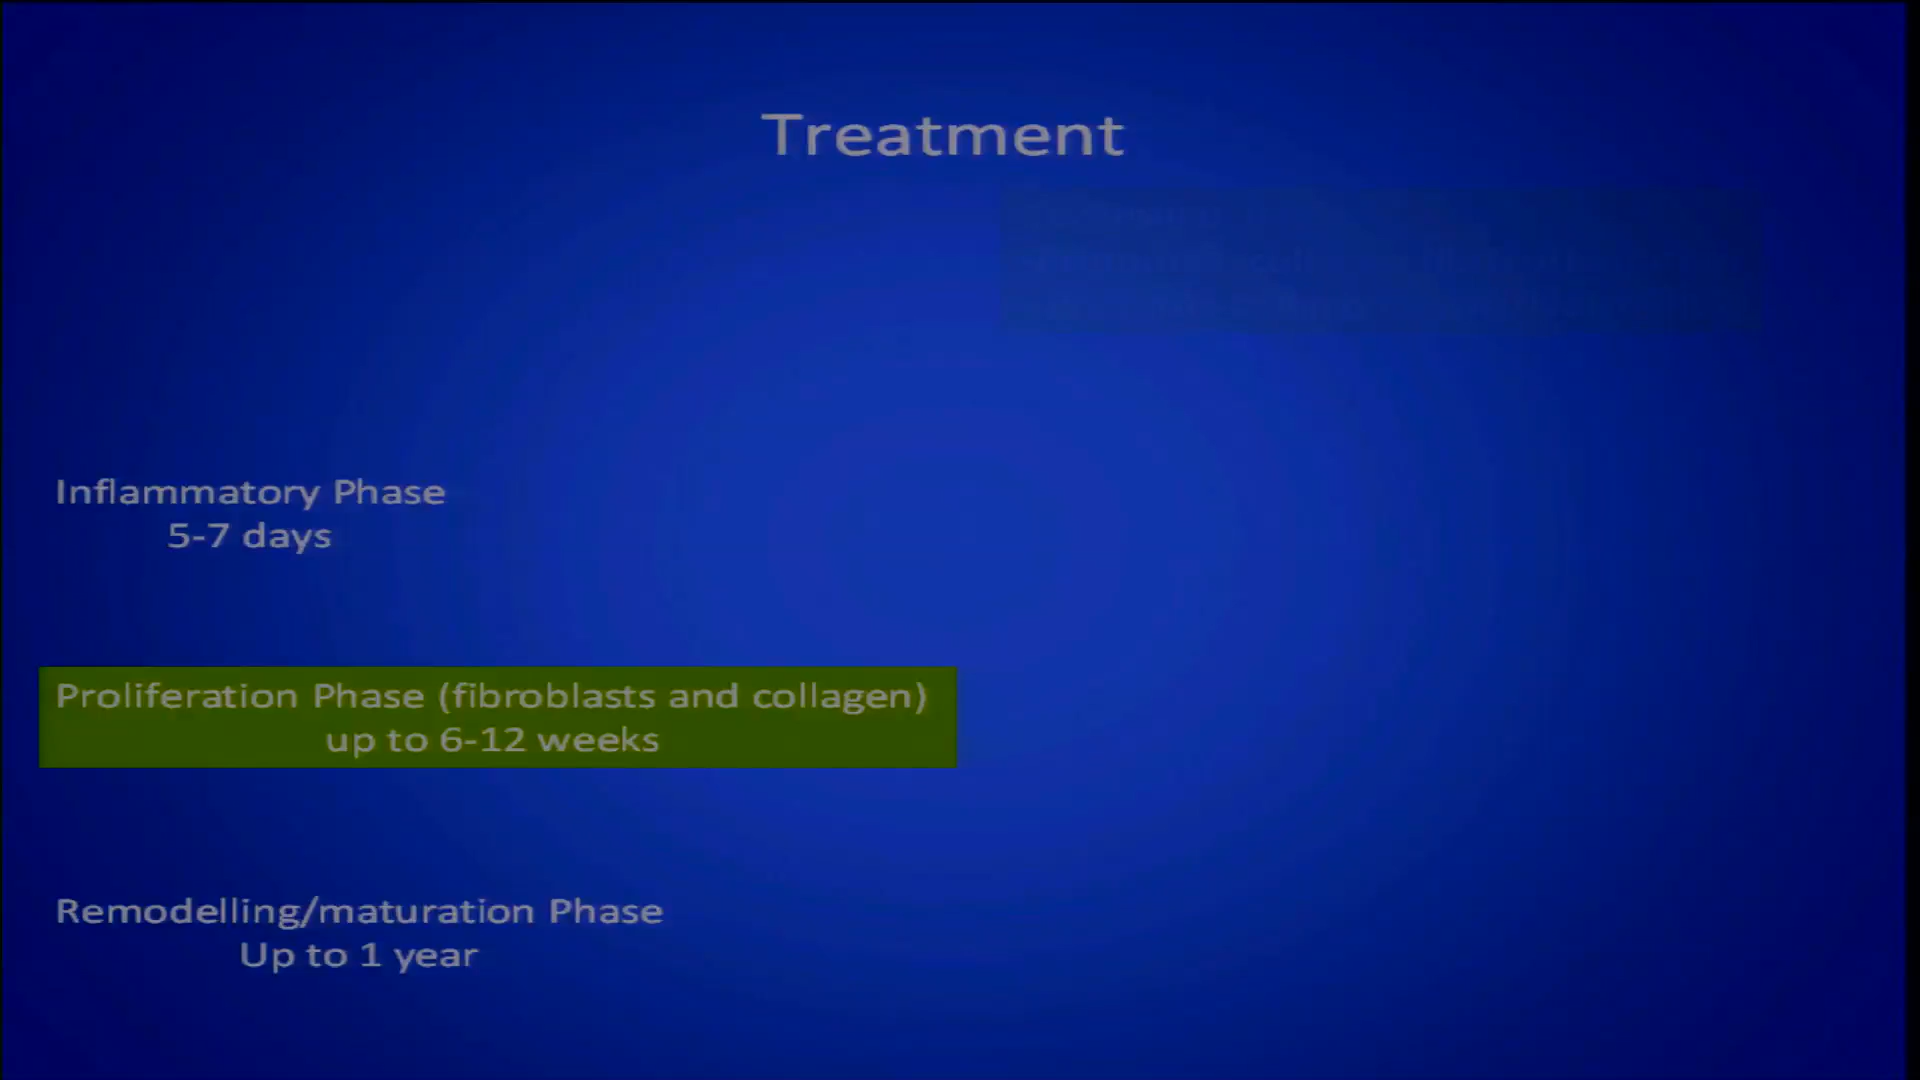 Treatment
Inflammatory Phase
5-7 days
Proliferation Phase (fibroblasts and collagen)
up to 6-12 weeks
Remodelling/maturation Phase
Up to 1 year